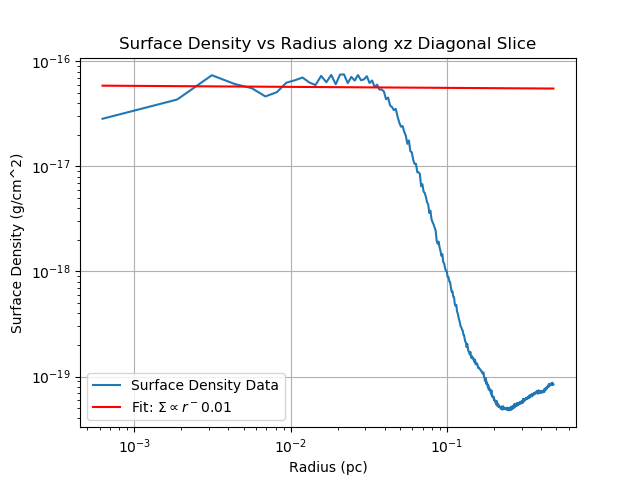 Surface Density vs Radius along xz Diagonal Slice
Surface Density (g/cm^2)
10⁻¹⁶
10⁻¹⁷
10⁻¹⁸
10⁻¹⁹
Surface Density Data
Fit: Σ ∝ r⁻0.01
10⁻³
10⁻²
10⁻¹
Radius (pc)